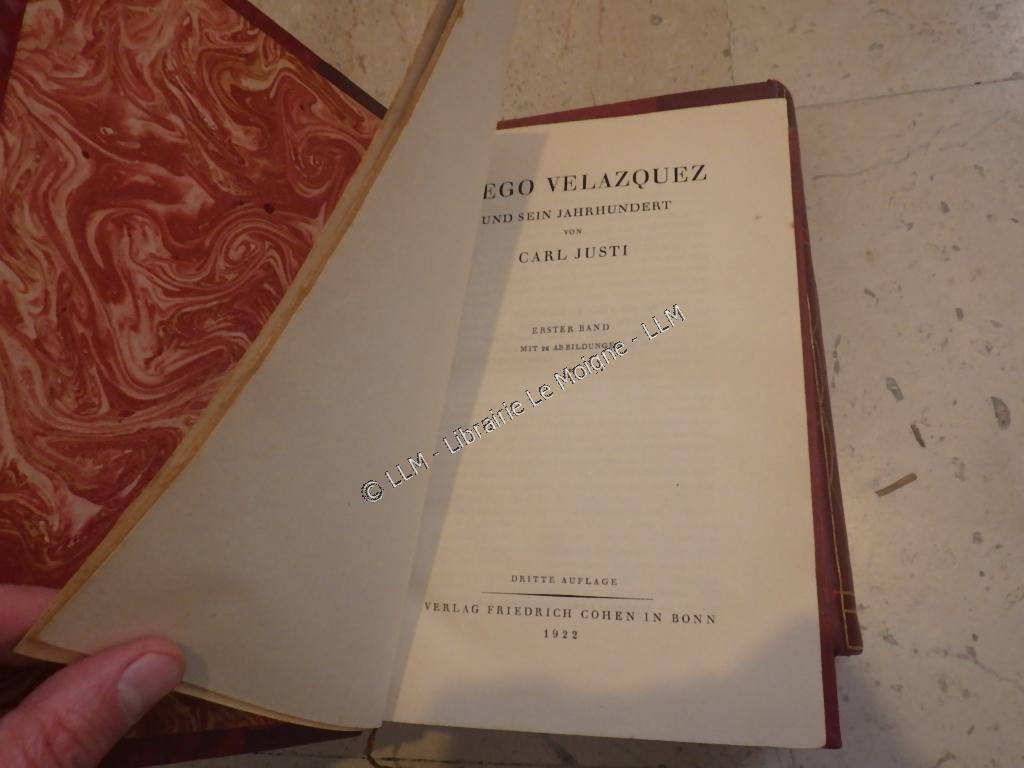 EGO VELAZQUEZ
UND SEIN JAHRHUNDERT
VON
CARL JUSTI
ERSTER BAND
MIT 26 ABBILDUNGEN
© LLM - Librairie Le Moigne - LLM
DRITTE AUFLAGE
VERLAG FRIEDRICH COHEN IN BONN
1922